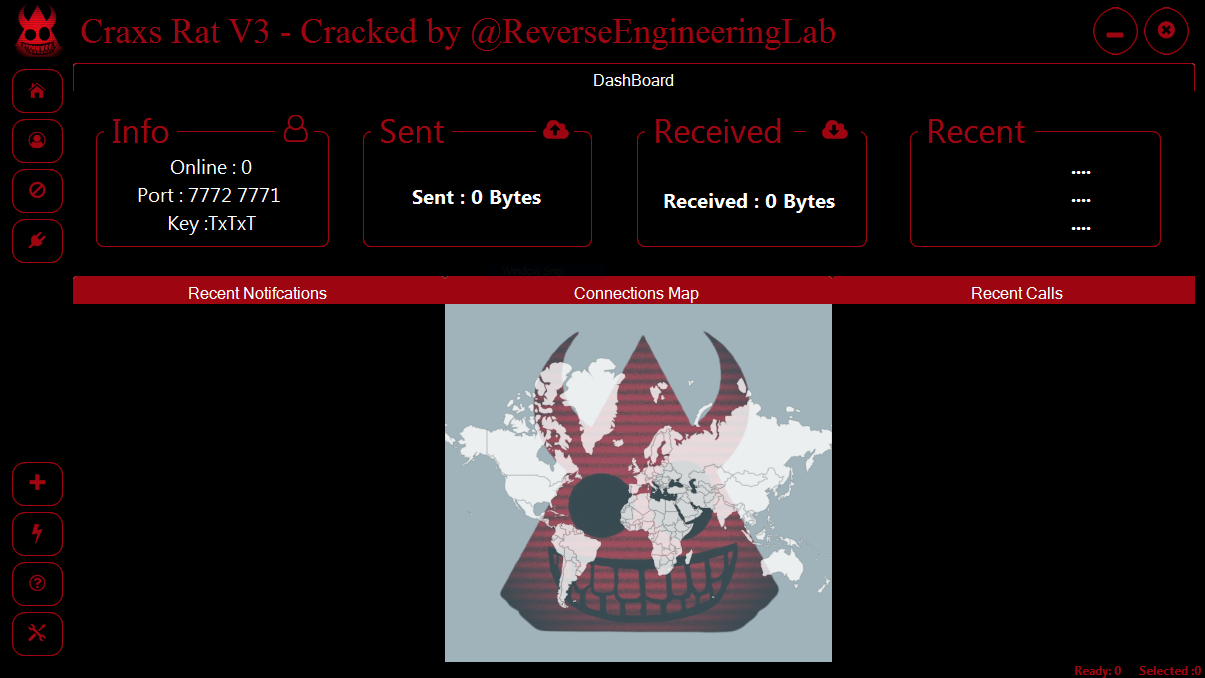 Craxs Rat V3 - Cracked by @ReverseEngineeringLab
DashBoard
Info
Online : 0
Port : 7772 7771
Key :TxTxT
Sent
Sent : 0 Bytes
Received
Received : 0 Bytes
Recent
....
....
....
Recent Notifcations
Connections Map
Recent Calls
Ready: 0 Selected :0